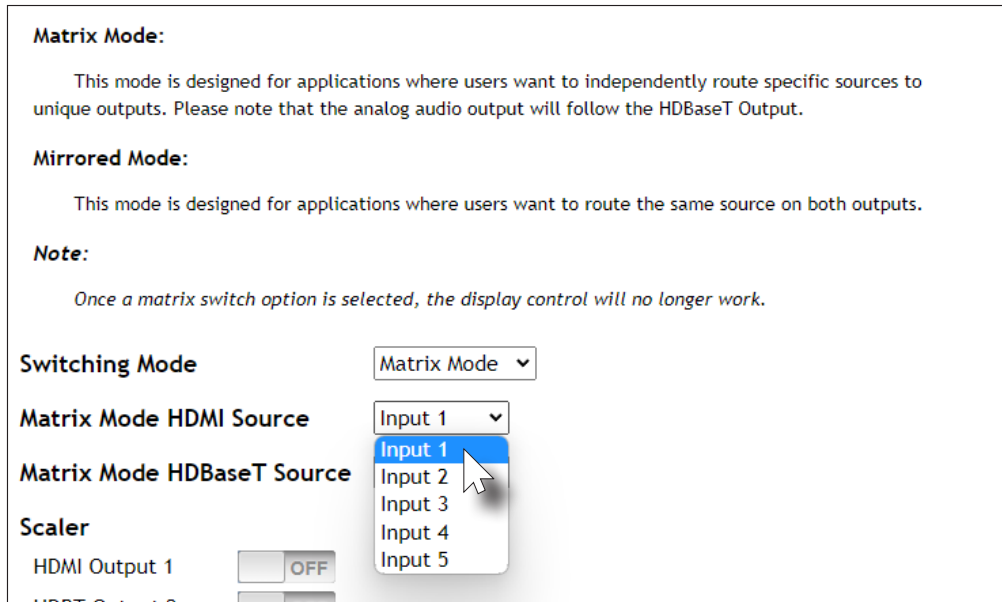 Matrix Mode:
This mode is designed for applications where users want to independently route specific sources to
unique outputs. Please note that the analog audio output will follow the HDBaseT Output.
Mirrored Mode:
This mode is designed for applications where users want to route the same source on both outputs.
Note:
Once a matrix switch option is selected, the display control will no longer work.
Switching Mode Matrix Mode
Matrix Mode HDMI Source Input 1
Input 1
Matrix Mode HDBaseT Source Input 2
Input 3
Scaler Input 4
HDMI Output 1 OFF Input 5